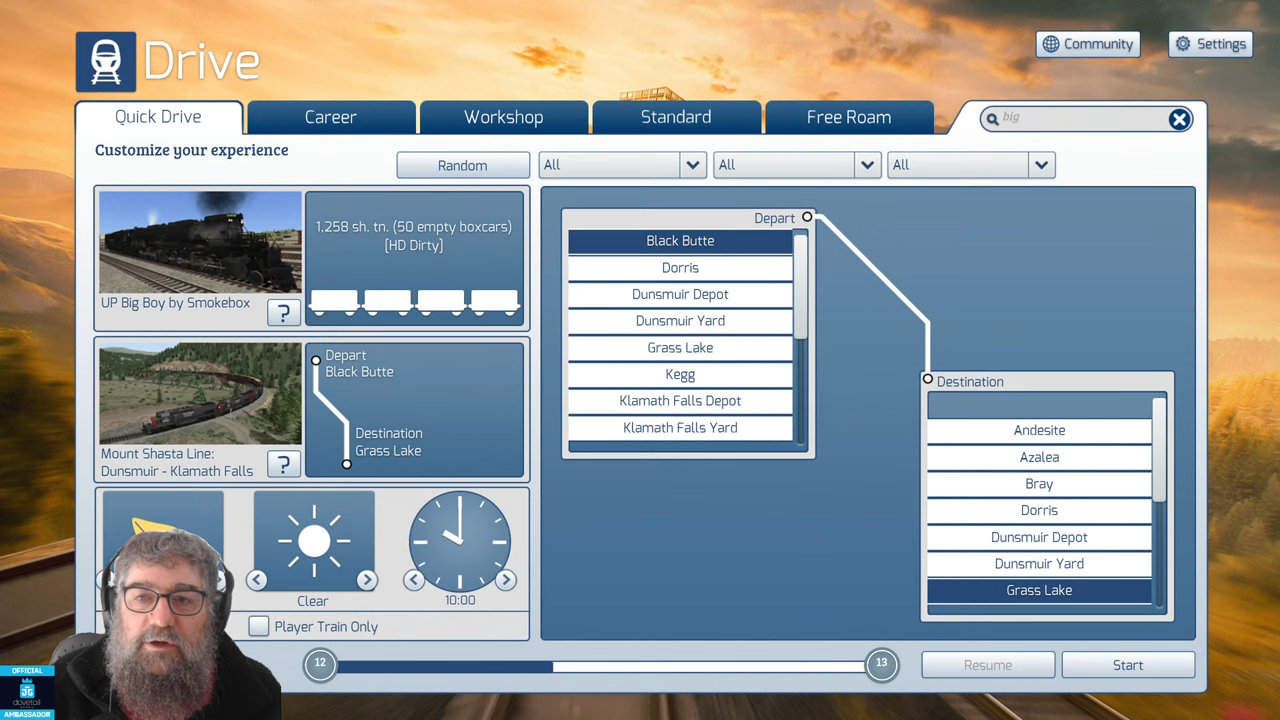 Drive
Community
Settings
Quick Drive
Career
Workshop
Standard
Free Roam
big
Customize your experience
Random
All
All
All
1,258 sh. tn. (50 empty boxcars)
[HD Dirty]
UP Big Boy by Smokebox
?
Depart
Black Butte
Destination
Grass Lake
Mount Shasta Line:
Dunsmuir - Klamath Falls
?
Clear
10:00
Player Train Only
Depart
Black Butte
Dorris
Dunsmuir Depot
Dunsmuir Yard
Grass Lake
Kegg
Klamath Falls Depot
Klamath Falls Yard
Destination
Andesite
Azalea
Bray
Dorris
Dunsmuir Depot
Dunsmuir Yard
Grass Lake
12
13
Resume
Start
OFFICIAL
dovetail
AMBASSADOR